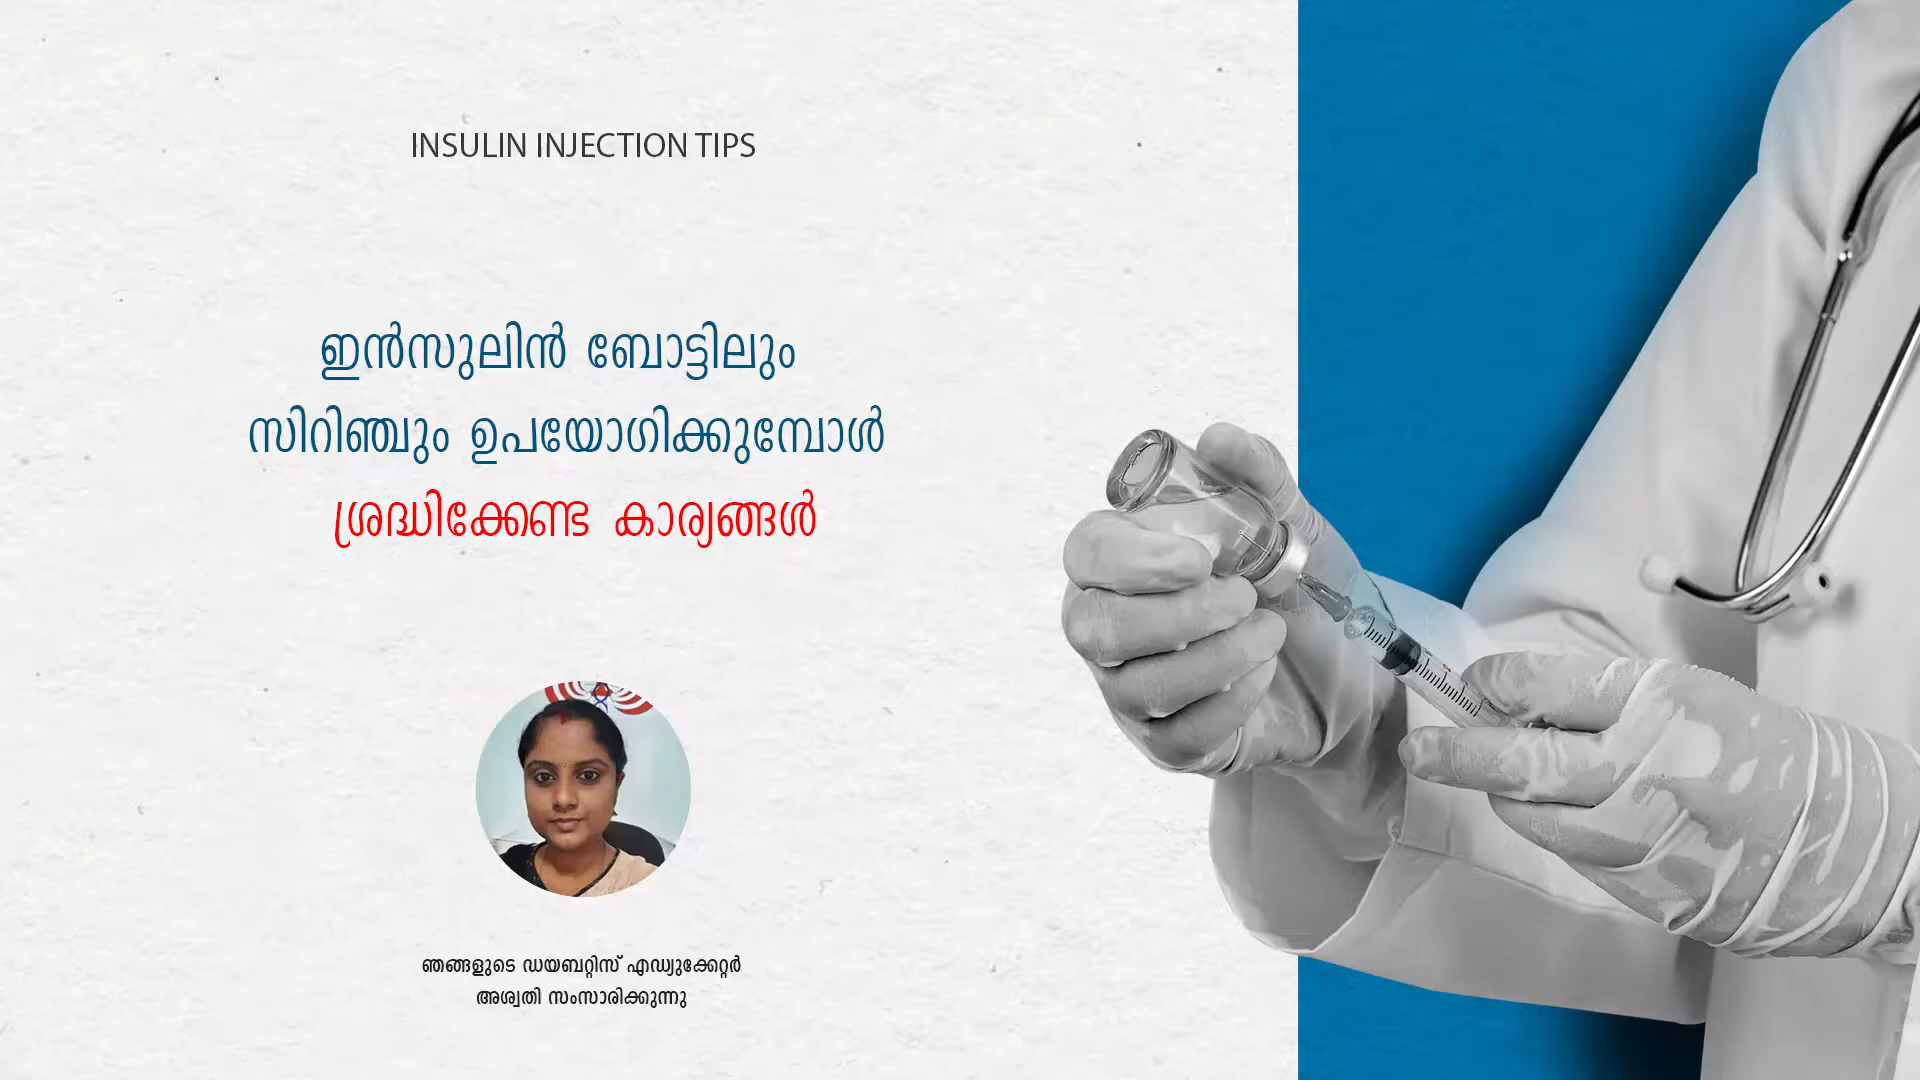 INSULIN INJECTION TIPS
ഇൻസുലിൻ ബോട്ടിലും
സിറിഞ്ചും ഉപയോഗിക്കുമ്പോൾ
ശ്രദ്ധിക്കേണ്ട കാര്യങ്ങൾ
ഞങ്ങളുടെ ഡയബറ്റിസ് എഡ്യുക്കേറ്റർ
അശ്വതി സംസാരിക്കുന്നു